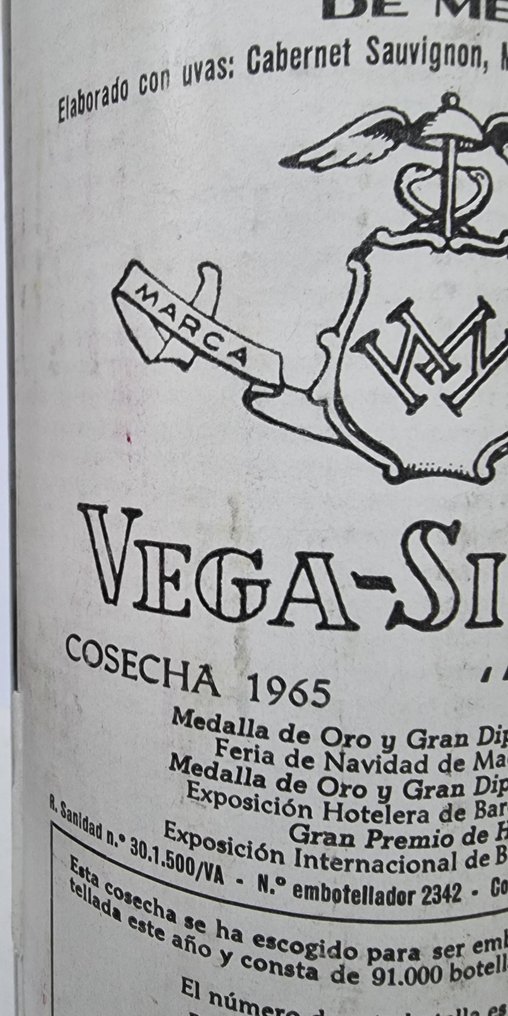 DE ME
Elaborado con uvas: Cabernet Sauvignon, M
MARCA
VEGA-SI
COSECHA 1965
Medalla de Oro y Gran Dip
Feria de Navidad de Ma
Medalla de Oro y Gran Dip
Exposición Hotelera de Bar
Gran Premio de H
Exposición Internacional de B
R. Sanidad n.º 30.1.500/VA - N.º embotellador 2342 - Co
Esta cosecha se ha escogido para ser emb
tellada este año y consta de 91.000 botell
El número